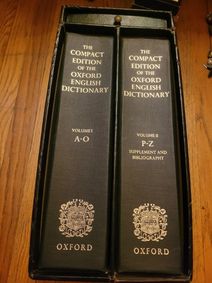 THE
COMPACT
EDITION
OF THE
OXFORD
ENGLISH
DICTIONARY
VOLUME I
A-O
OXFORD
THE
COMPACT
EDITION
OF THE
OXFORD
ENGLISH
DICTIONARY
VOLUME II
P-Z
SUPPLEMENT AND
BIBLIOGRAPHY
OXFORD